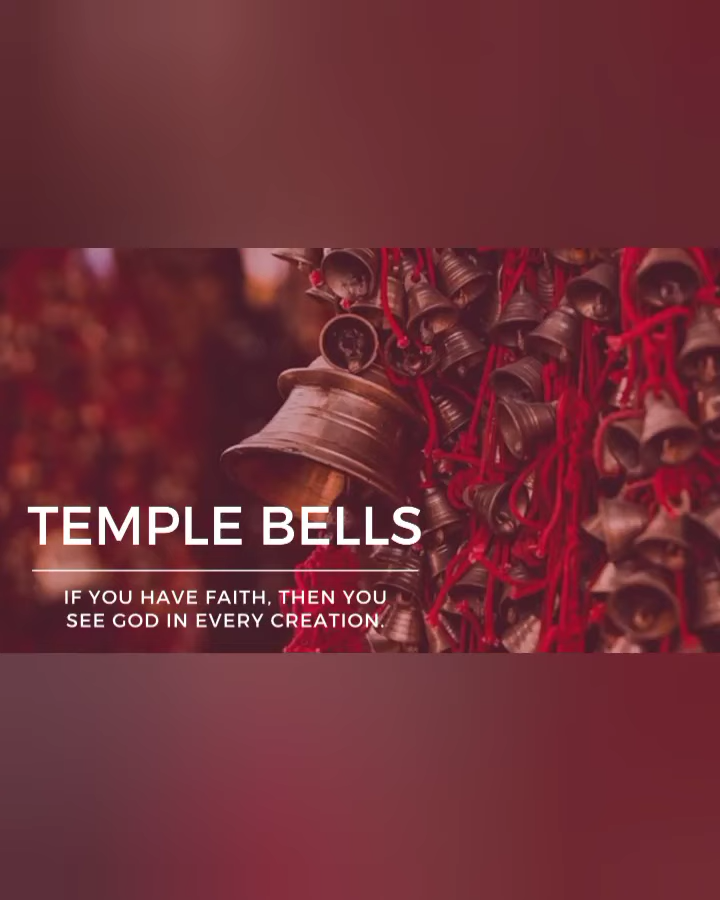 TEMPLE BELLS
IF YOU HAVE FAITH, THEN YOU
SEE GOD IN EVERY CREATION.